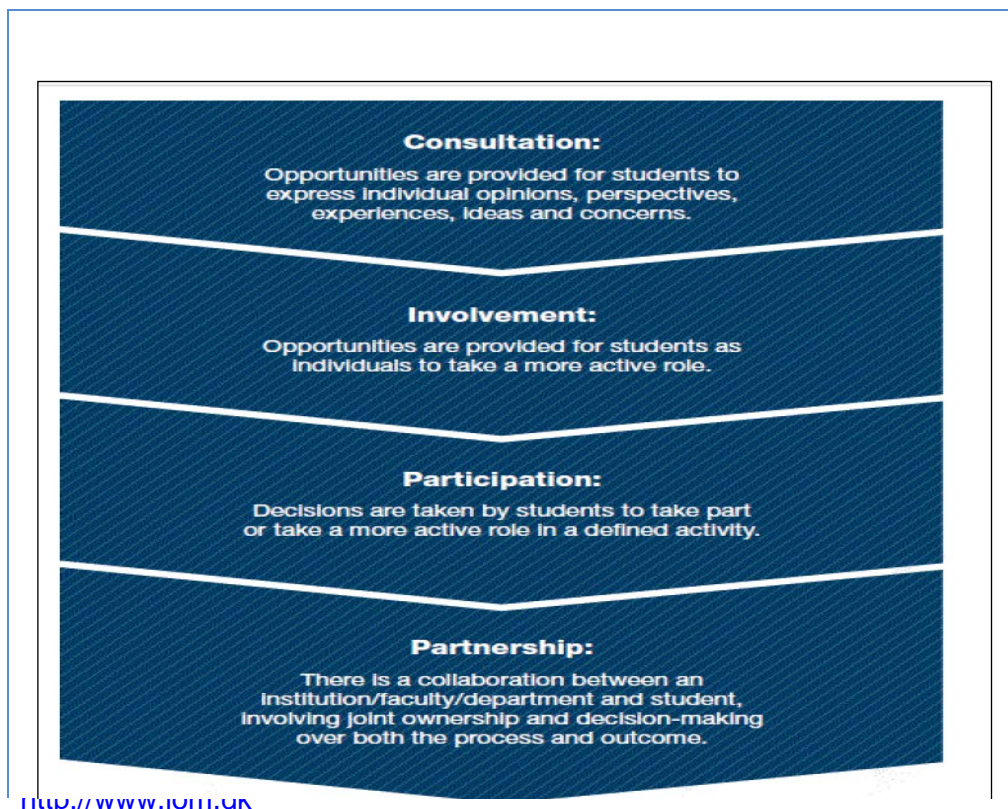 Consultation:
Opportunities are provided for students to
express individual opinions, perspectives,
experiences, ideas and concerns.
Involvement:
Opportunities are provided for students as
individuals to take a more active role.
Participation:
Decisions are taken by students to take part
or take a more active role in a defined activity.
Partnership:
There is a collaboration between an
institution/faculty/department and student,
involving joint ownership and decision-making
over both the process and outcome.